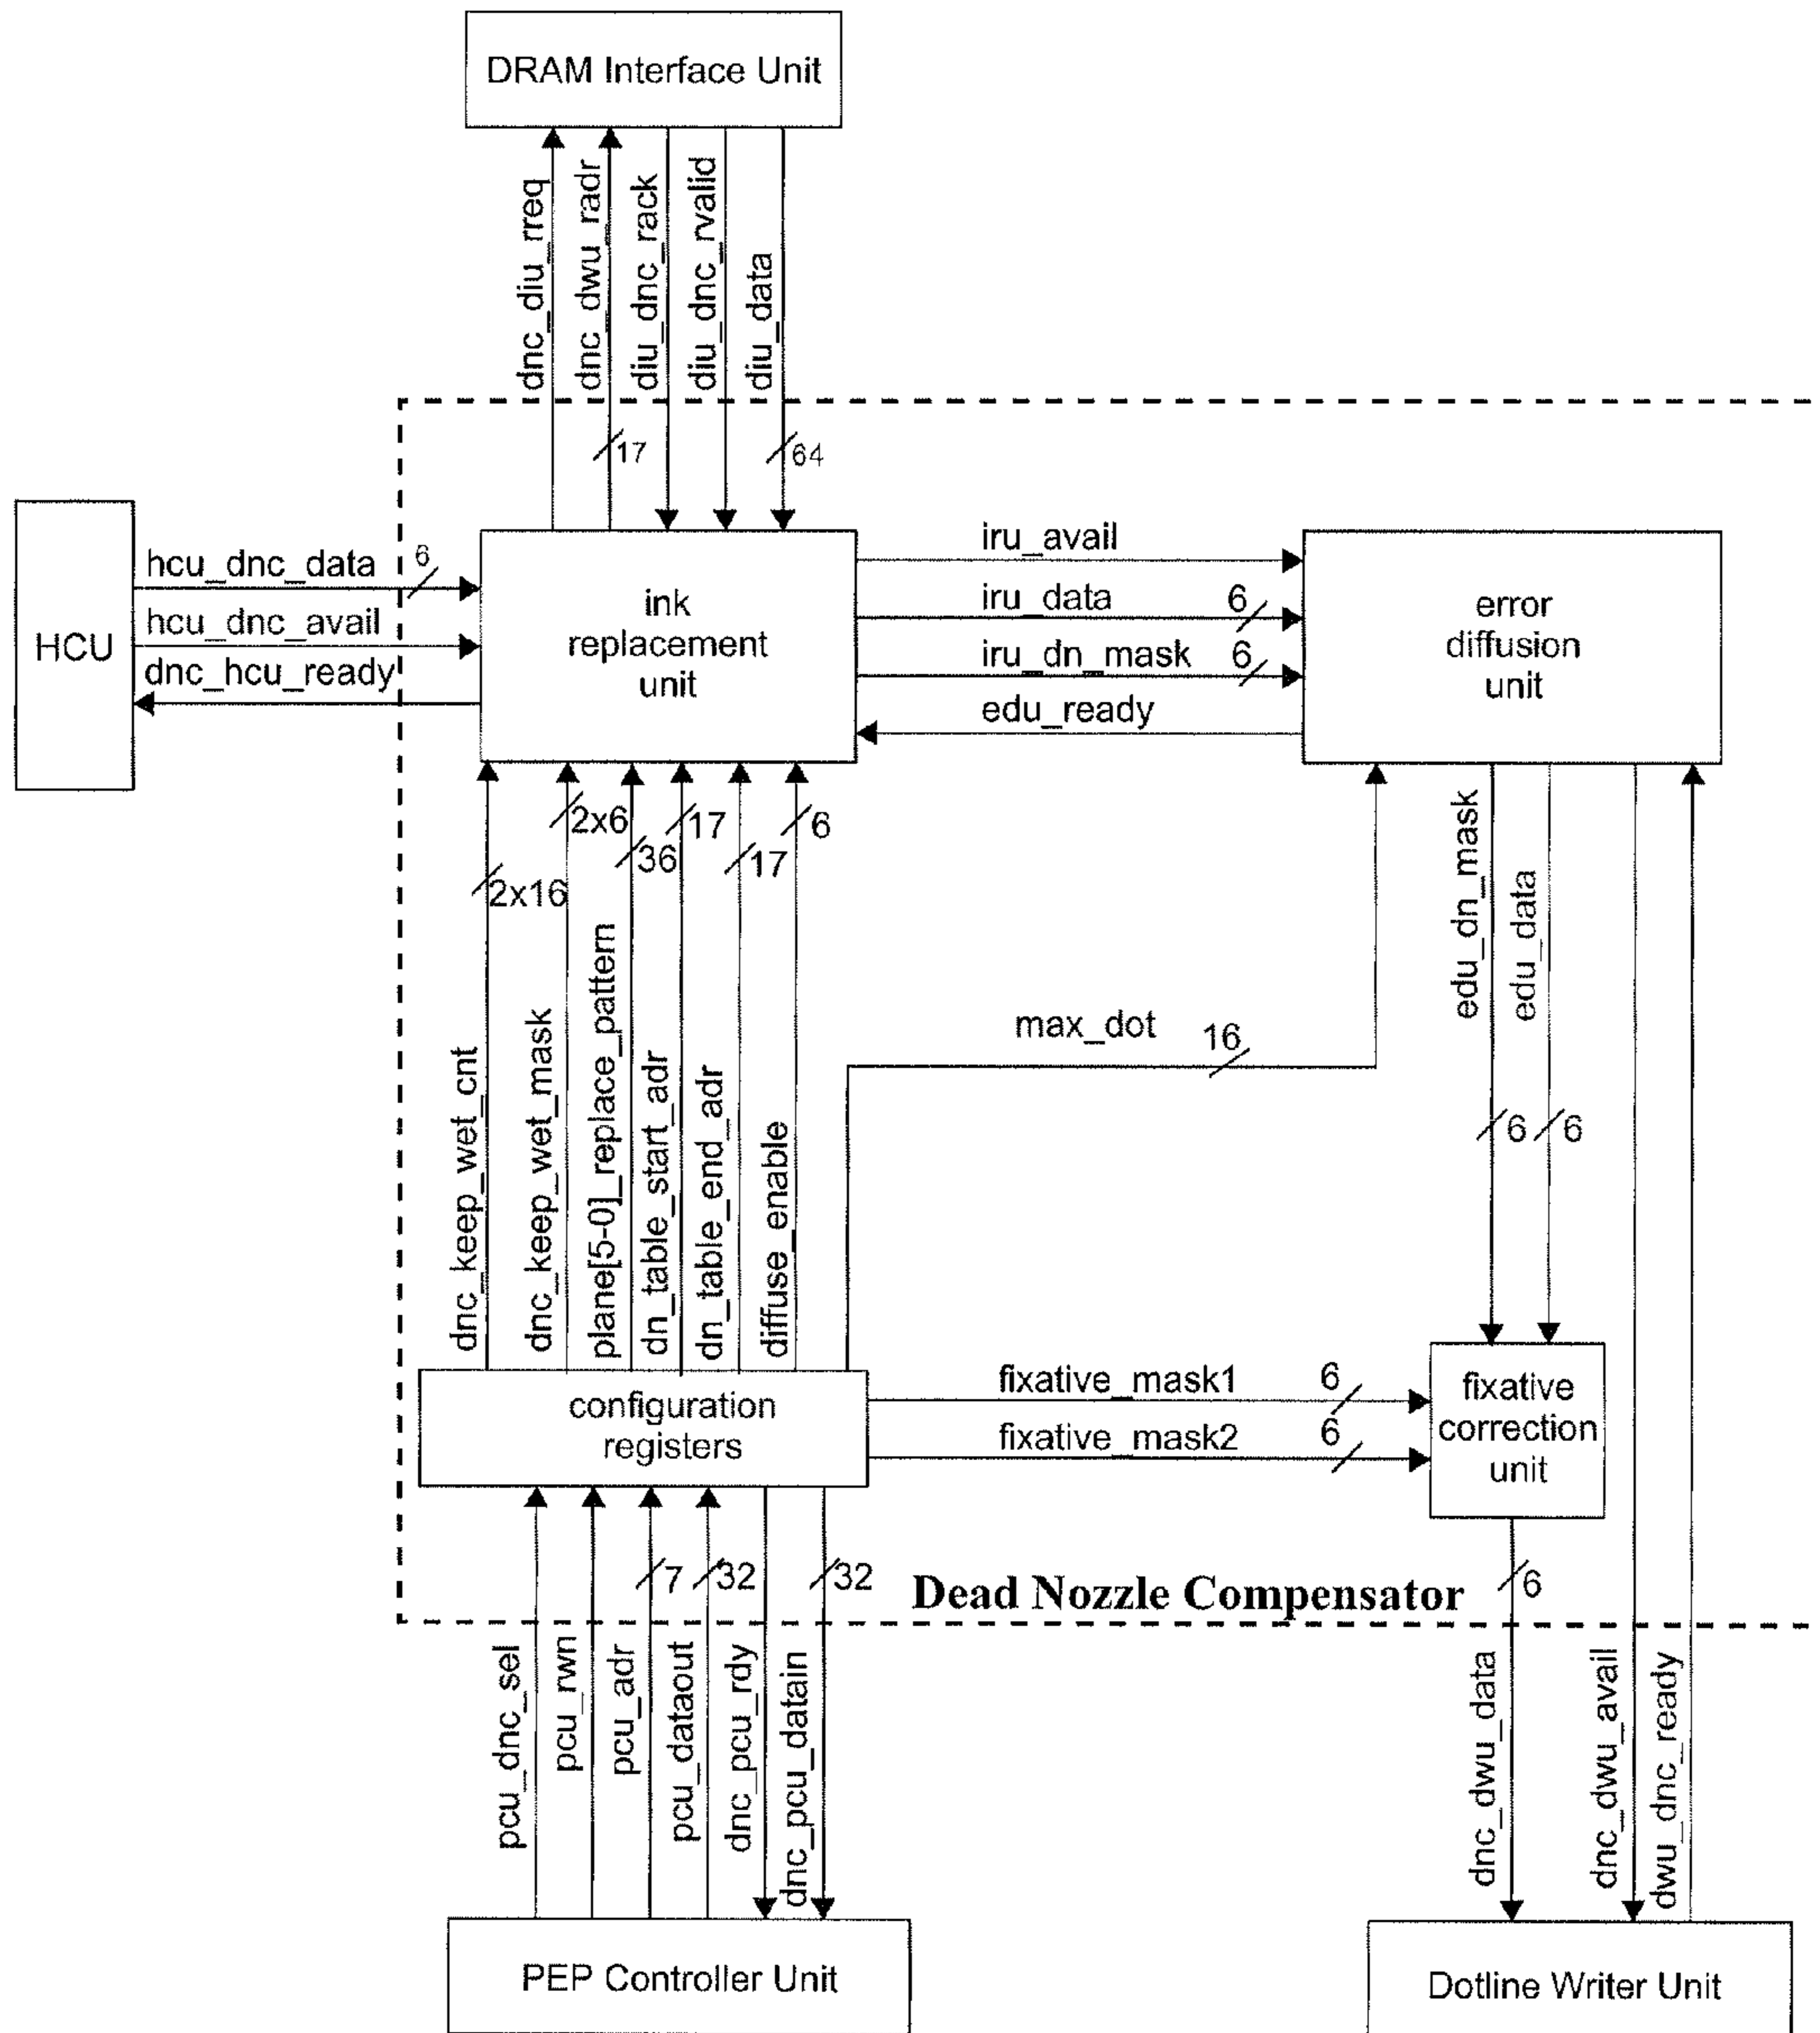 DRAM Interface Unit
dnc_diu_rreq
dnc_dwu_radr
diu_dnc_rack
diu_dnc_rvalid
diu_data
17
64
HCU
hcu_dnc_data
6
hcu_dnc_avail
dnc_hcu_ready
ink
replacement
unit
iru_avail
iru_data
6
iru_dn_mask
6
edu_ready
error
diffusion
unit
2x16
2x6
36
17
17
6
dnc_keep_wet_cnt
dnc_keep_wet_mask
plane[5-0]_replace_pattern
dn_table_start_adr
dn_table_end_adr
diffuse_enable
max_dot
16
edu_dn_mask
edu_data
6
6
configuration
registers
fixative_mask1
6
fixative_mask2
6
fixative
correction
unit
7
32
32
Dead Nozzle Compensator
6
pcu_dnc_sel
pcu_rwn
pcu_adr
pcu_dataout
dnc_pcu_rdy
dnc_pcu_datain
dnc_dwu_data
dnc_dwu_avail
dwu_dnc_ready
PEP Controller Unit
Dotline Writer Unit